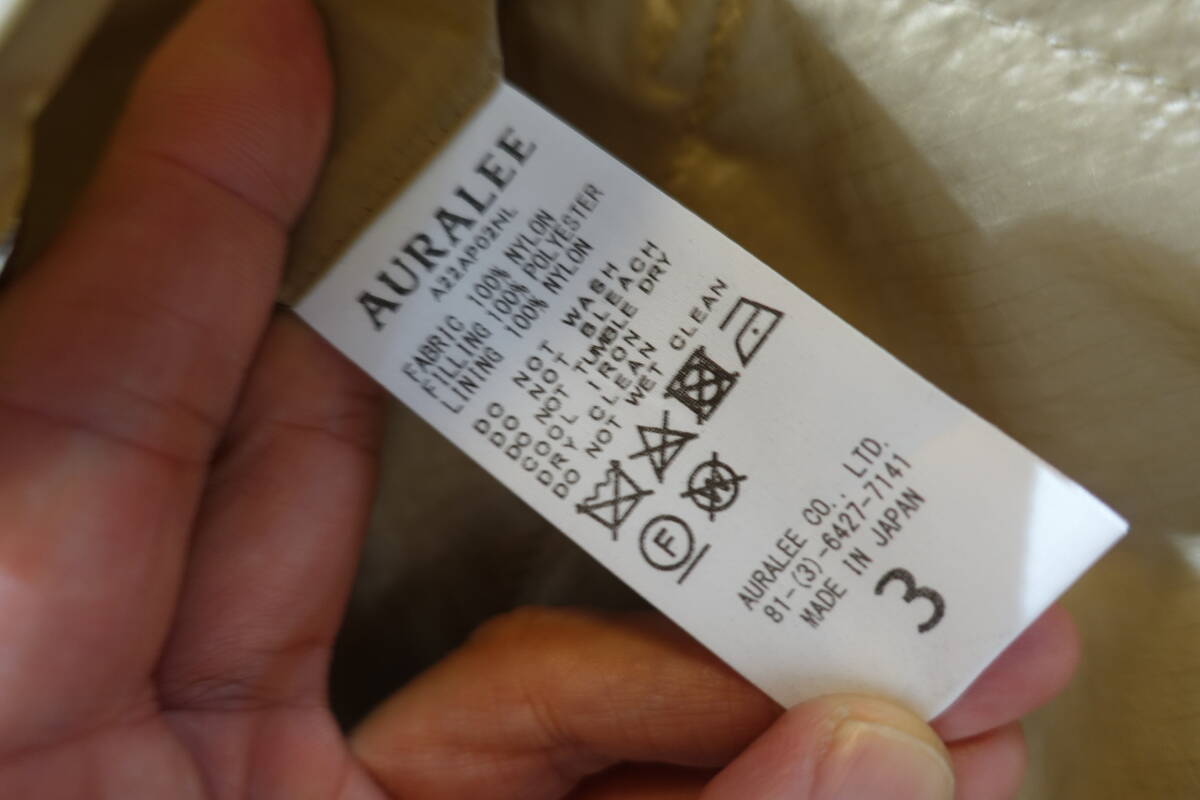 AURALEE
A22AP02NL
FABRIC 100% NYLON
FILLING 100% POLYESTER
LINING 100% NYLON
DO NOT WASH
DO NOT BLEACH
DO NOT TUMBLE DRY
COOL IRON
DRY CLEAN
DO NOT WET CLEAN
F W
AURALEE CO., LTD.
81-(3)-6427-7141
MADE IN JAPAN
3